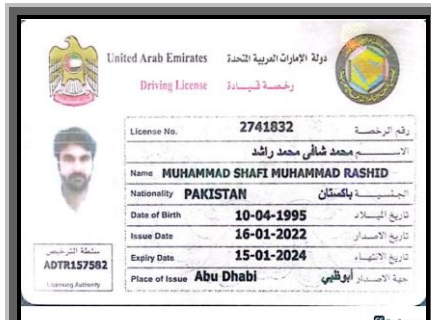 United Arab Emirates دولة الإمارات العربية المتحدة
Driving License رخصة قيادة
License No. 2741832 رقم الرخصة
الاسم محمد شافي محمد راشد
Name MUHAMMAD SHAFI MUHAMMAD RASHID
Nationality PAKISTAN الجنسية باكستان
Date of Birth 10-04-1995 تاريخ الميلاد
Issue Date 16-01-2022 تاريخ الاصدار
Expiry Date 15-01-2024 تاريخ الانتهاء
Place of Issue Abu Dhabi جهة الاصدار أبوظبي
سلطة الترخيص
ADTR157582
Licensing Authority